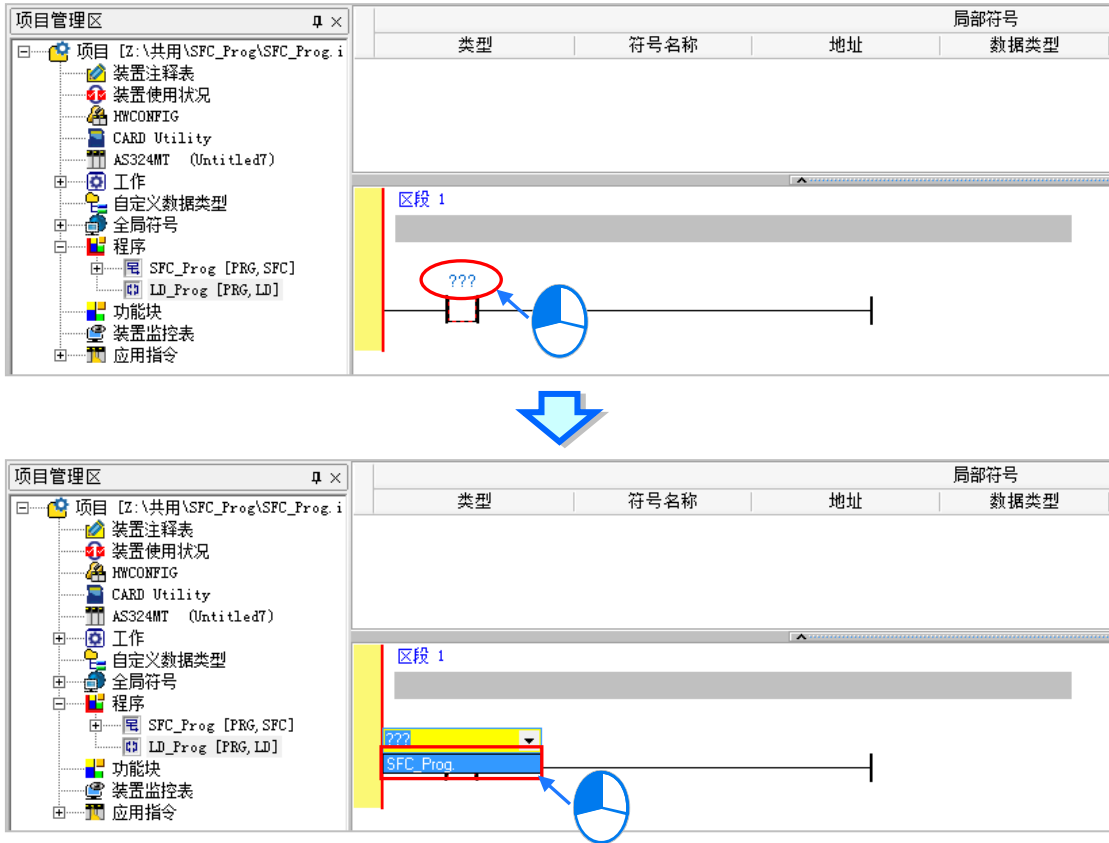 项目管理区
局部符号
类型 符号名称 地址 数据类型
项目 [Z:\共用\SFC_Prog\SFC_Prog.i
装置注释表
装置使用状况
HWCONFIG
CARD Utility
AS324MT (Untitled7)
工作
自定义数据类型
全局符号
程序
SFC_Prog [PRG,SFC]
LD_Prog [PRG,LD]
功能块
装置监控表
应用指令
区段 1
???
项目管理区
局部符号
类型 符号名称 地址 数据类型
项目 [Z:\共用\SFC_Prog\SFC_Prog.i
装置注释表
装置使用状况
HWCONFIG
CARD Utility
AS324MT (Untitled7)
工作
自定义数据类型
全局符号
程序
SFC_Prog [PRG,SFC]
LD_Prog [PRG,LD]
功能块
装置监控表
应用指令
区段 1
???
SFC_Prog.